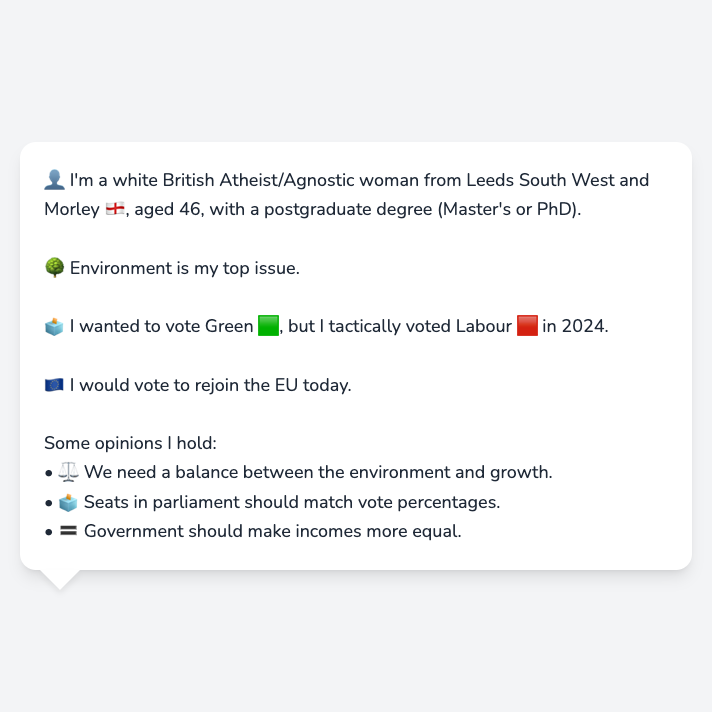 👤 I'm a white British Atheist/Agnostic woman from Leeds South West and
Morley 🏴󠁧󠁢󠁥󠁮󠁧󠁿, aged 46, with a postgraduate degree (Master's or PhD).
🌳 Environment is my top issue.
🗳️ I wanted to vote Green 🟩, but I tactically voted Labour 🟥 in 2024.
🇪🇺 I would vote to rejoin the EU today.
Some opinions I hold:
• ⚖️ We need a balance between the environment and growth.
• 🗳️ Seats in parliament should match vote percentages.
• 🟰 Government should make incomes more equal.